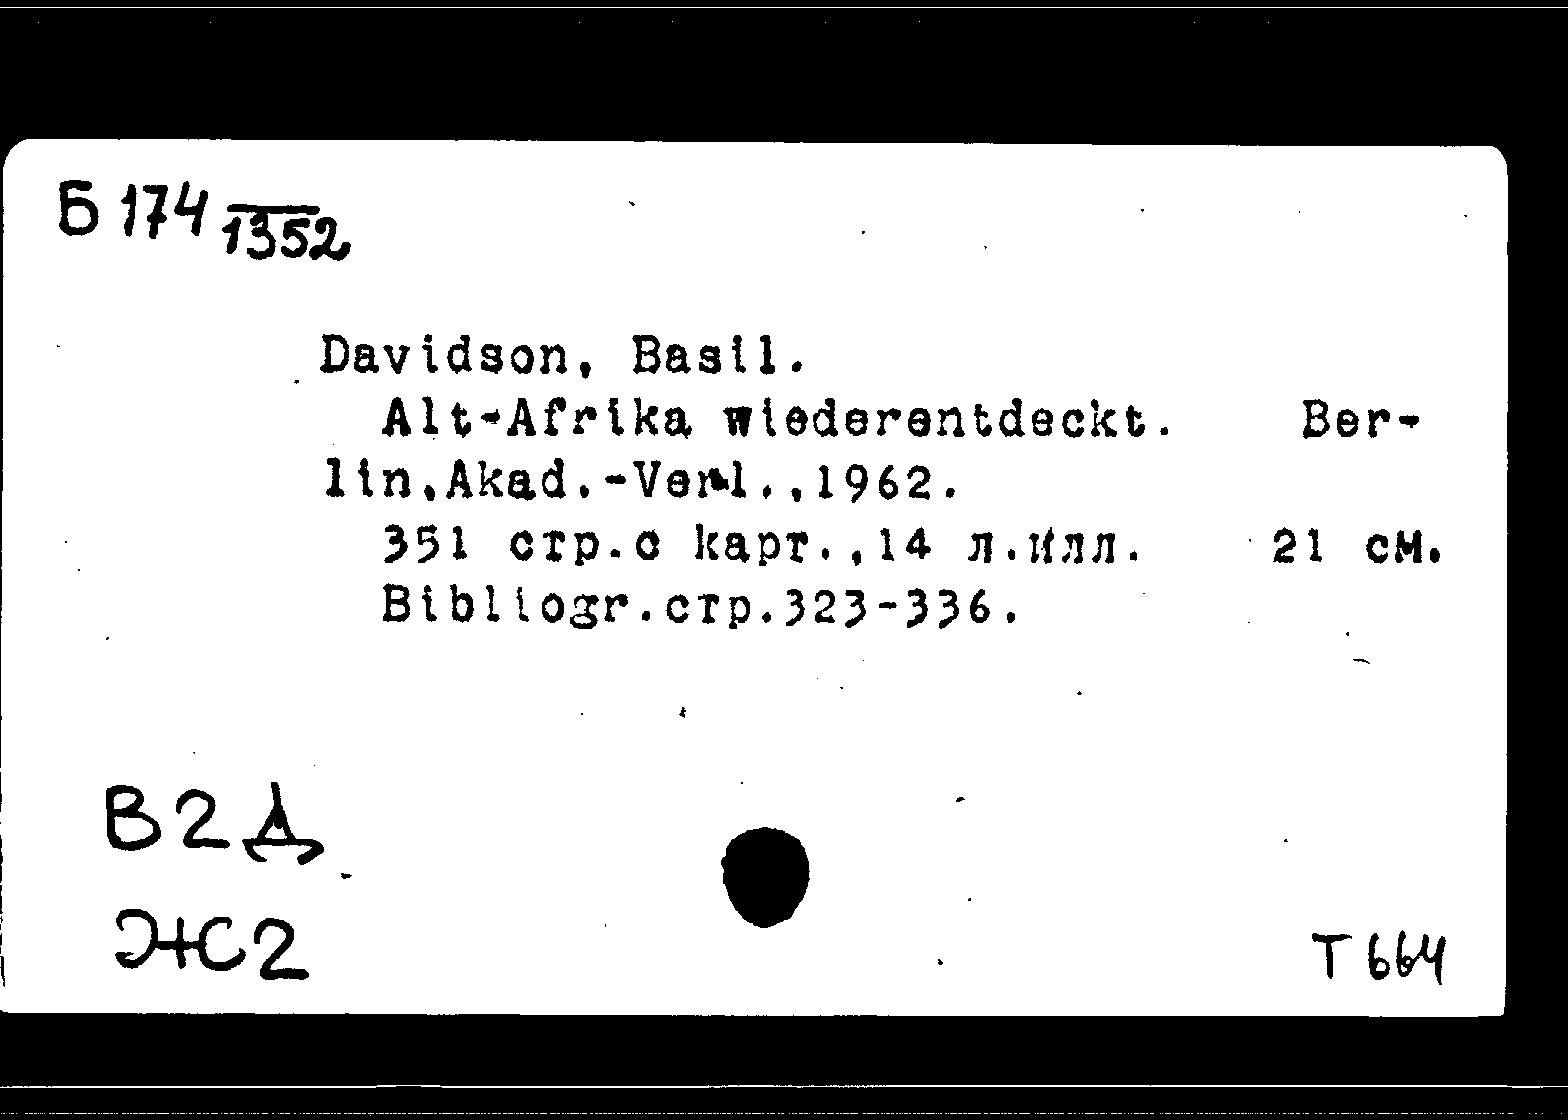 Б 174 1352
Davidson, Basil.
Alt-Afrika wiederentdeckt. Ber-
lin,Akad.-Verl.,1962.
351 стр.с карт.,14 л.илл. 21 см.
Bibliogr.стр.323-336.
В2Д
Ж2
Т 664